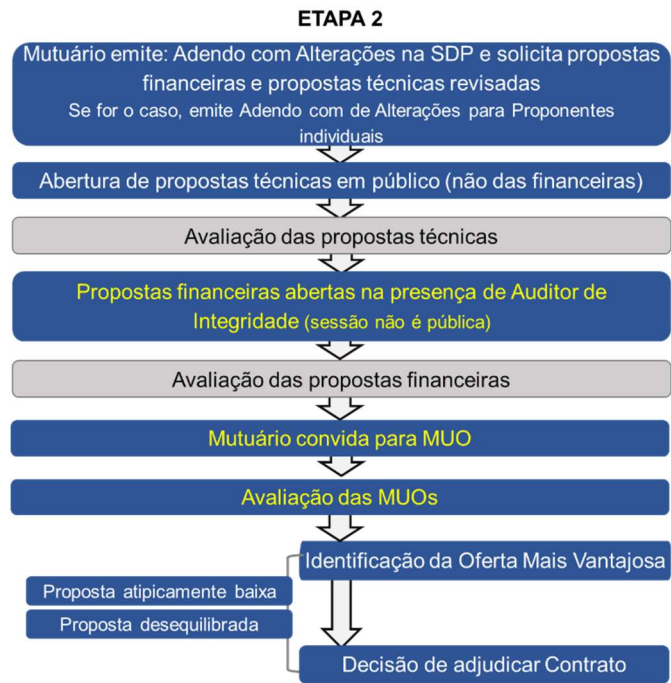 ETAPA 2
Mutuário emite: Adendo com Alterações na SDP e solicita propostas
financeiras e propostas técnicas revisadas
Se for o caso, emite Adendo com de Alterações para Proponentes
individuais
Abertura de propostas técnicas em público (não das financeiras)
Avaliação das propostas técnicas
Propostas financeiras abertas na presença de Auditor de
Integridade (sessão não é pública)
Avaliação das propostas financeiras
Mutuário convida para MUO
Avaliação das MUOs
Identificação da Oferta Mais Vantajosa
Proposta atipicamente baixa
Proposta desequilibrada
Decisão de adjudicar Contrato